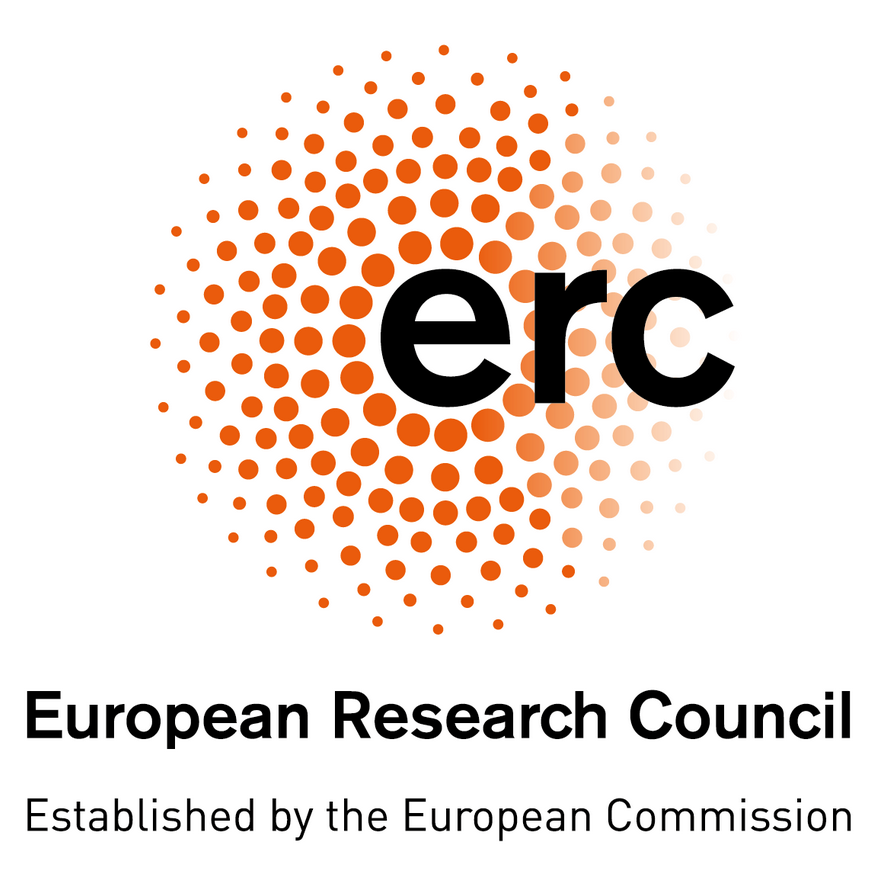 erc
European Research Council
Established by the European Commission